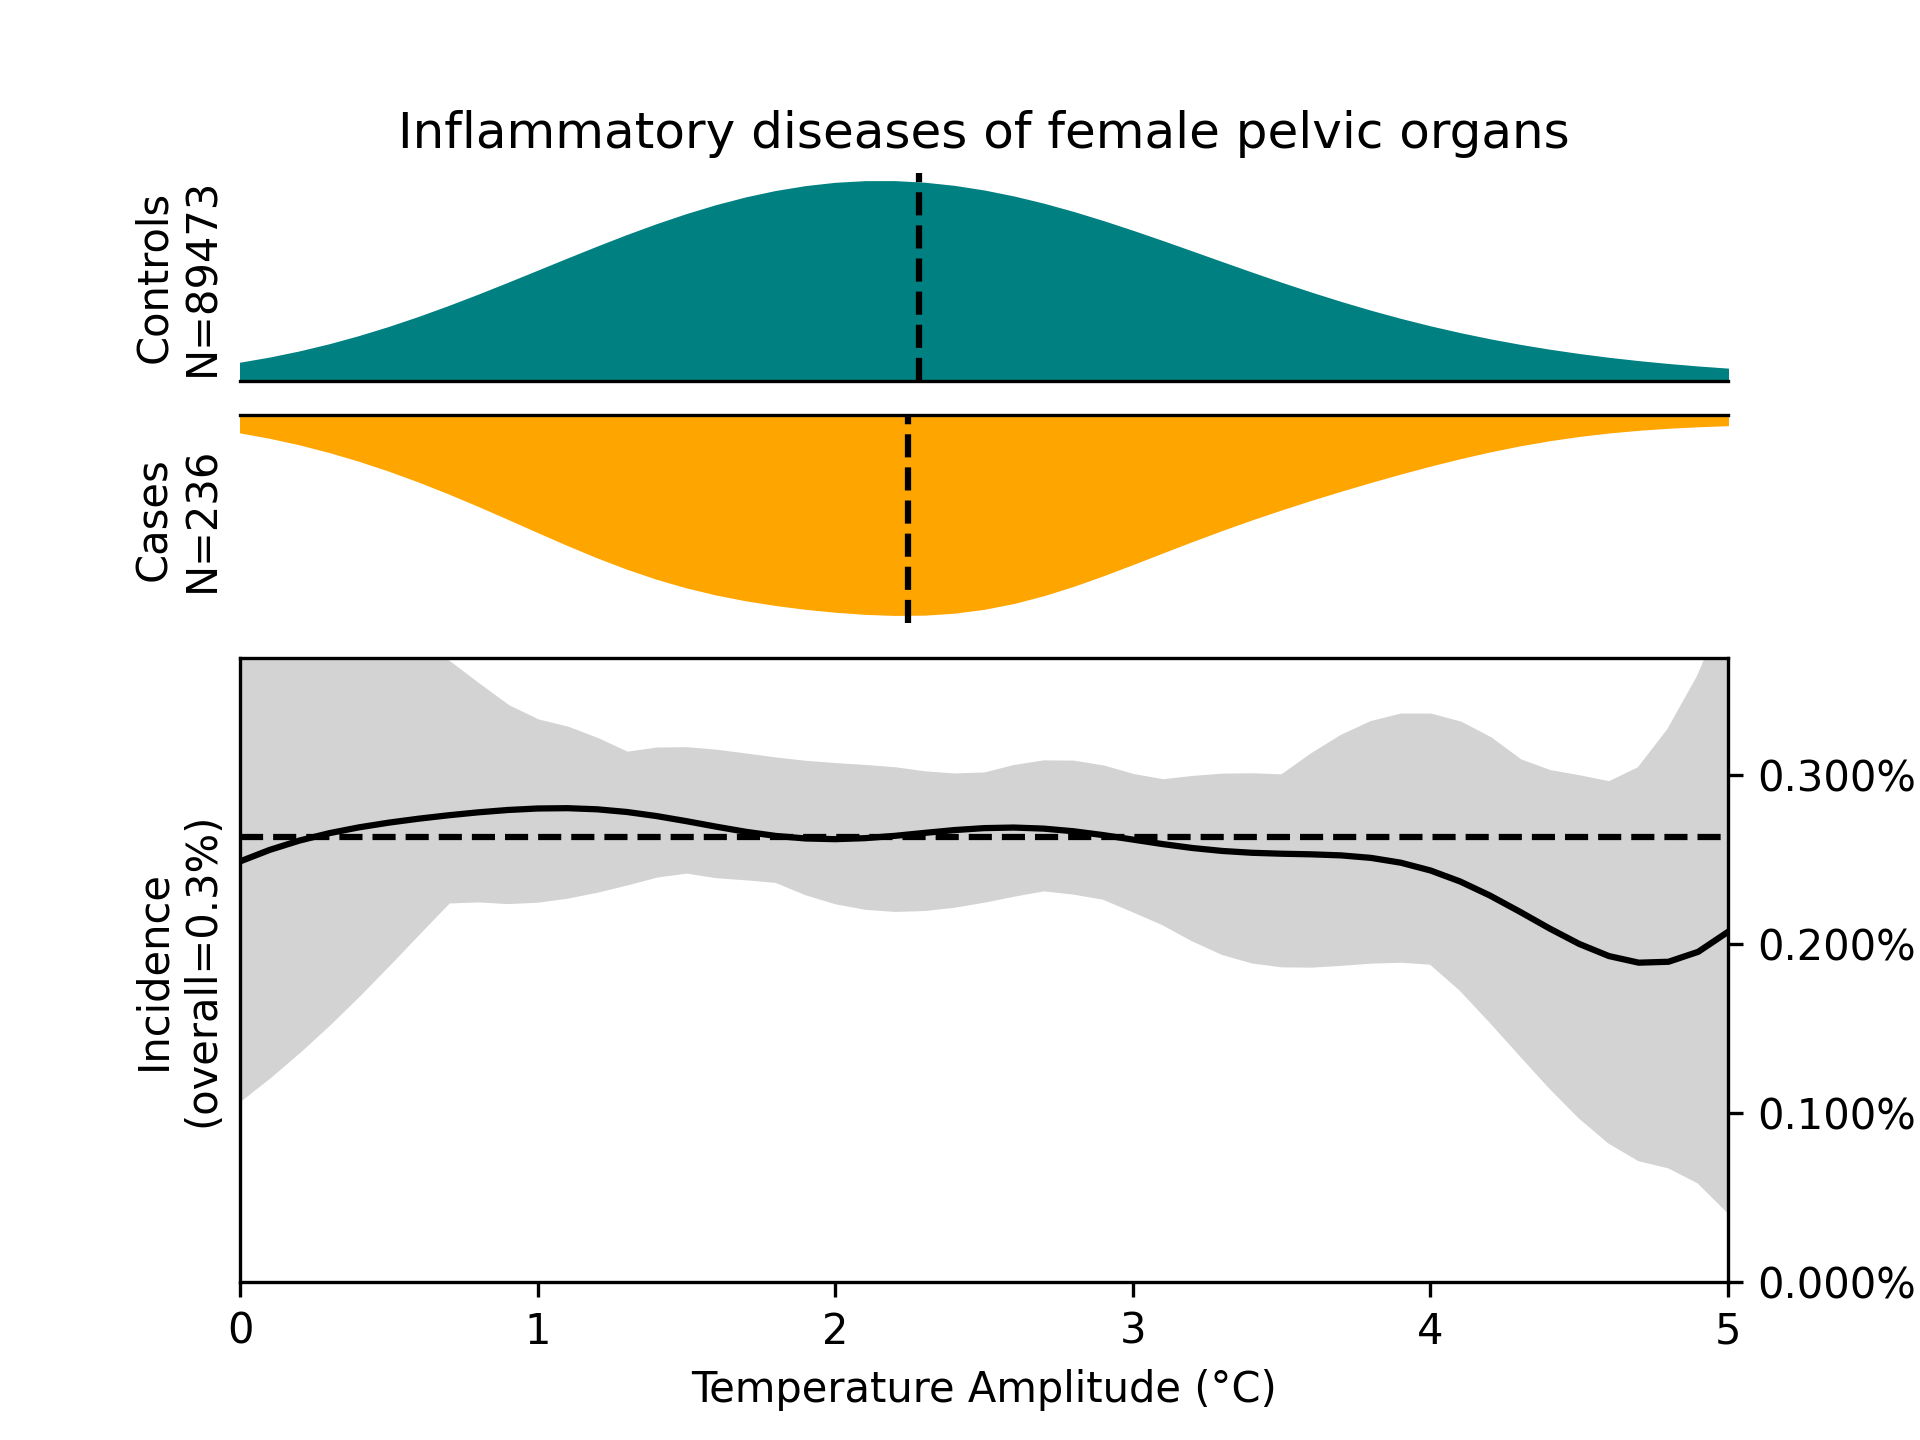 Inflammatory diseases of female pelvic organs
Controls
N=89473
Cases
N=236
Incidence
(overall=0.3%)
0.300%
0.200%
0.100%
0.000%
0 1 2 3 4 5
Temperature Amplitude (°C)